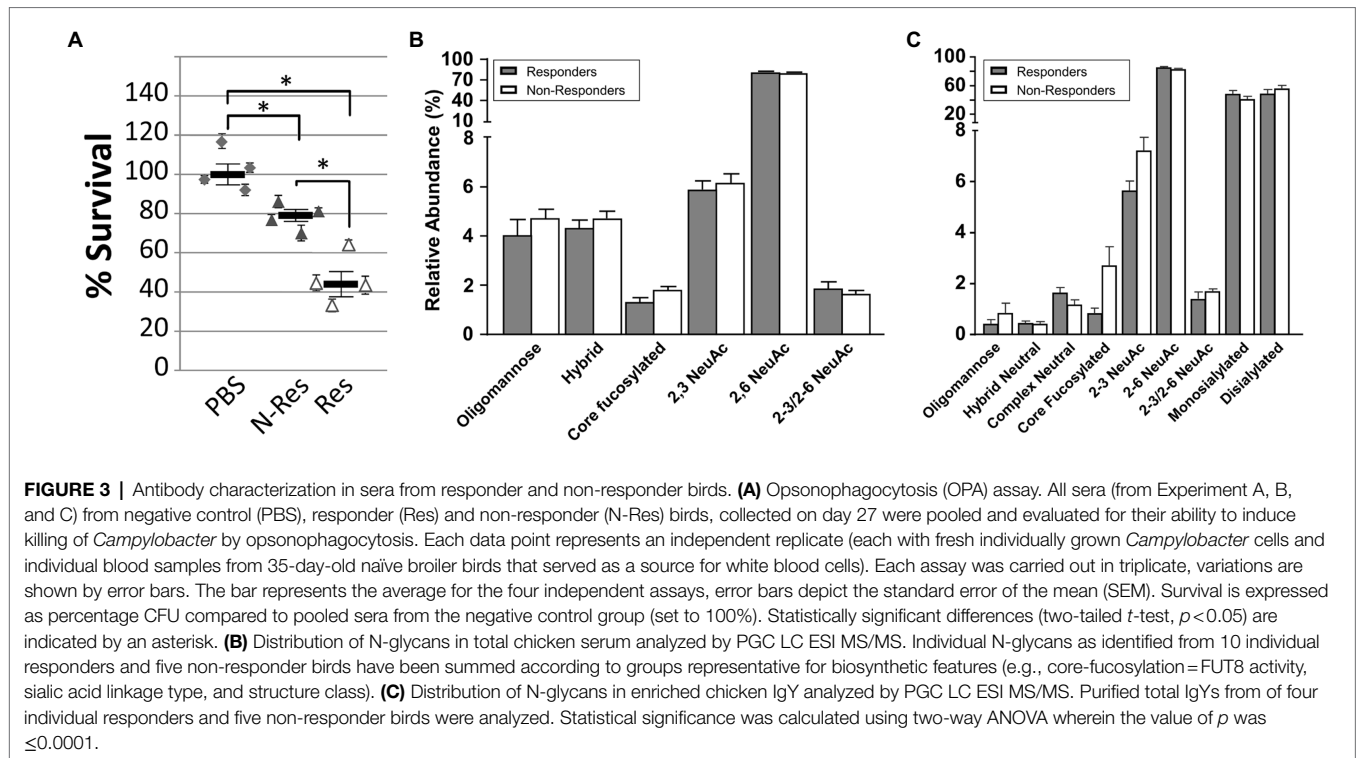 A
% Survival
140
120
100
80
60
40
20
0
*
*
*
PBS
N-Res
Res
B
Relative Abundance (%)
100
70
40
10
8
6
4
2
0
Responders
Non-Responders
Oligomannose
Hybrid
Core fucosylated
2,3 NeuAc
2,6 NeuAc
2-3/2-6 NeuAc
C
100
80
60
40
20
8
6
4
2
0
Responders
Non-Responders
Oligomannose
Hybrid Neutral
Complex Neutral
Core Fucosylated
2-3 NeuAc
2-6 NeuAc
2-3/2-6 NeuAc
Monosialylated
Disialylated
FIGURE 3 | Antibody characterization in sera from responder and non-responder birds. (A) Opsonophagocytosis (OPA) assay. All sera (from Experiment A, B,
and C) from negative control (PBS), responder (Res) and non-responder (N-Res) birds, collected on day 27 were pooled and evaluated for their ability to induce
killing of Campylobacter by opsonophagocytosis. Each data point represents an independent replicate (each with fresh individually grown Campylobacter cells and
individual blood samples from 35-day-old naïve broiler birds that served as a source for white blood cells). Each assay was carried out in triplicate, variations are
shown by error bars. The bar represents the average for the four independent assays, error bars depict the standard error of the mean (SEM). Survival is expressed
as percentage CFU compared to pooled sera from the negative control group (set to 100%). Statistically significant differences (two-tailed t-test, p<0.05) are
indicated by an asterisk. (B) Distribution of N-glycans in total chicken serum analyzed by PGC LC ESI MS/MS. Individual N-glycans as identified from 10 individual
responders and five non-responder birds have been summed according to groups representative for biosynthetic features (e.g., core-fucosylation=FUT8 activity,
sialic acid linkage type, and structure class). (C) Distribution of N-glycans in enriched chicken IgY analyzed by PGC LC ESI MS/MS. Purified total IgYs from of four
individual responders and five non-responder birds were analyzed. Statistical significance was calculated using two-way ANOVA wherein the value of p was
≤0.0001.